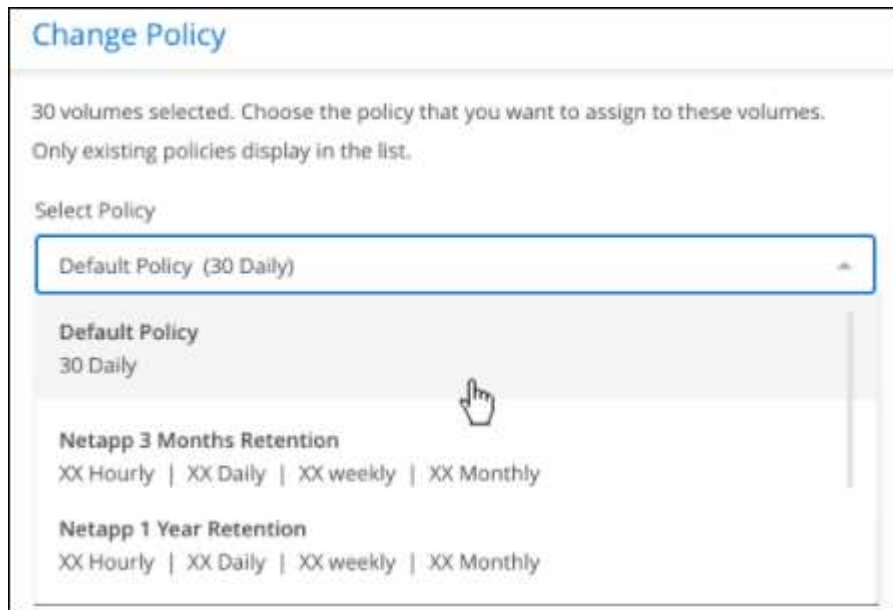 Change Policy
30 volumes selected. Choose the policy that you want to assign to these volumes.
Only existing policies display in the list.
Select Policy
Default Policy (30 Daily)
Default Policy
30 Daily
Netapp 3 Months Retention
XX Hourly | XX Daily | XX weekly | XX Monthly
Netapp 1 Year Retention
XX Hourly | XX Daily | XX weekly | XX Monthly